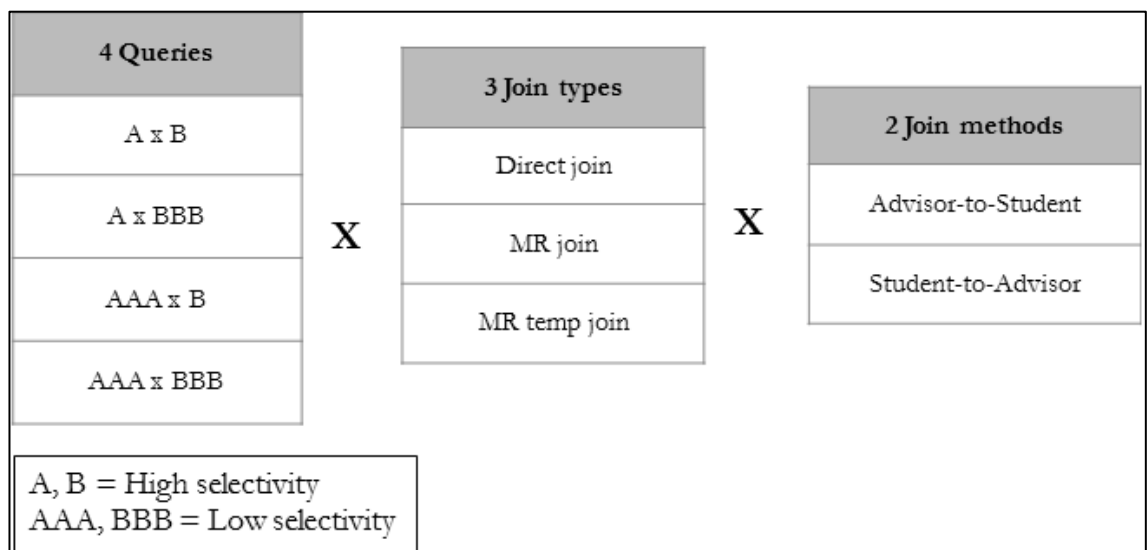 4 Queries
A x B
A x BBB
AAA x B
AAA x BBB
X
3 Join types
Direct join
MR join
MR temp join
X
2 Join methods
Advisor-to-Student
Student-to-Advisor
A, B = High selectivity
AAA, BBB = Low selectivity